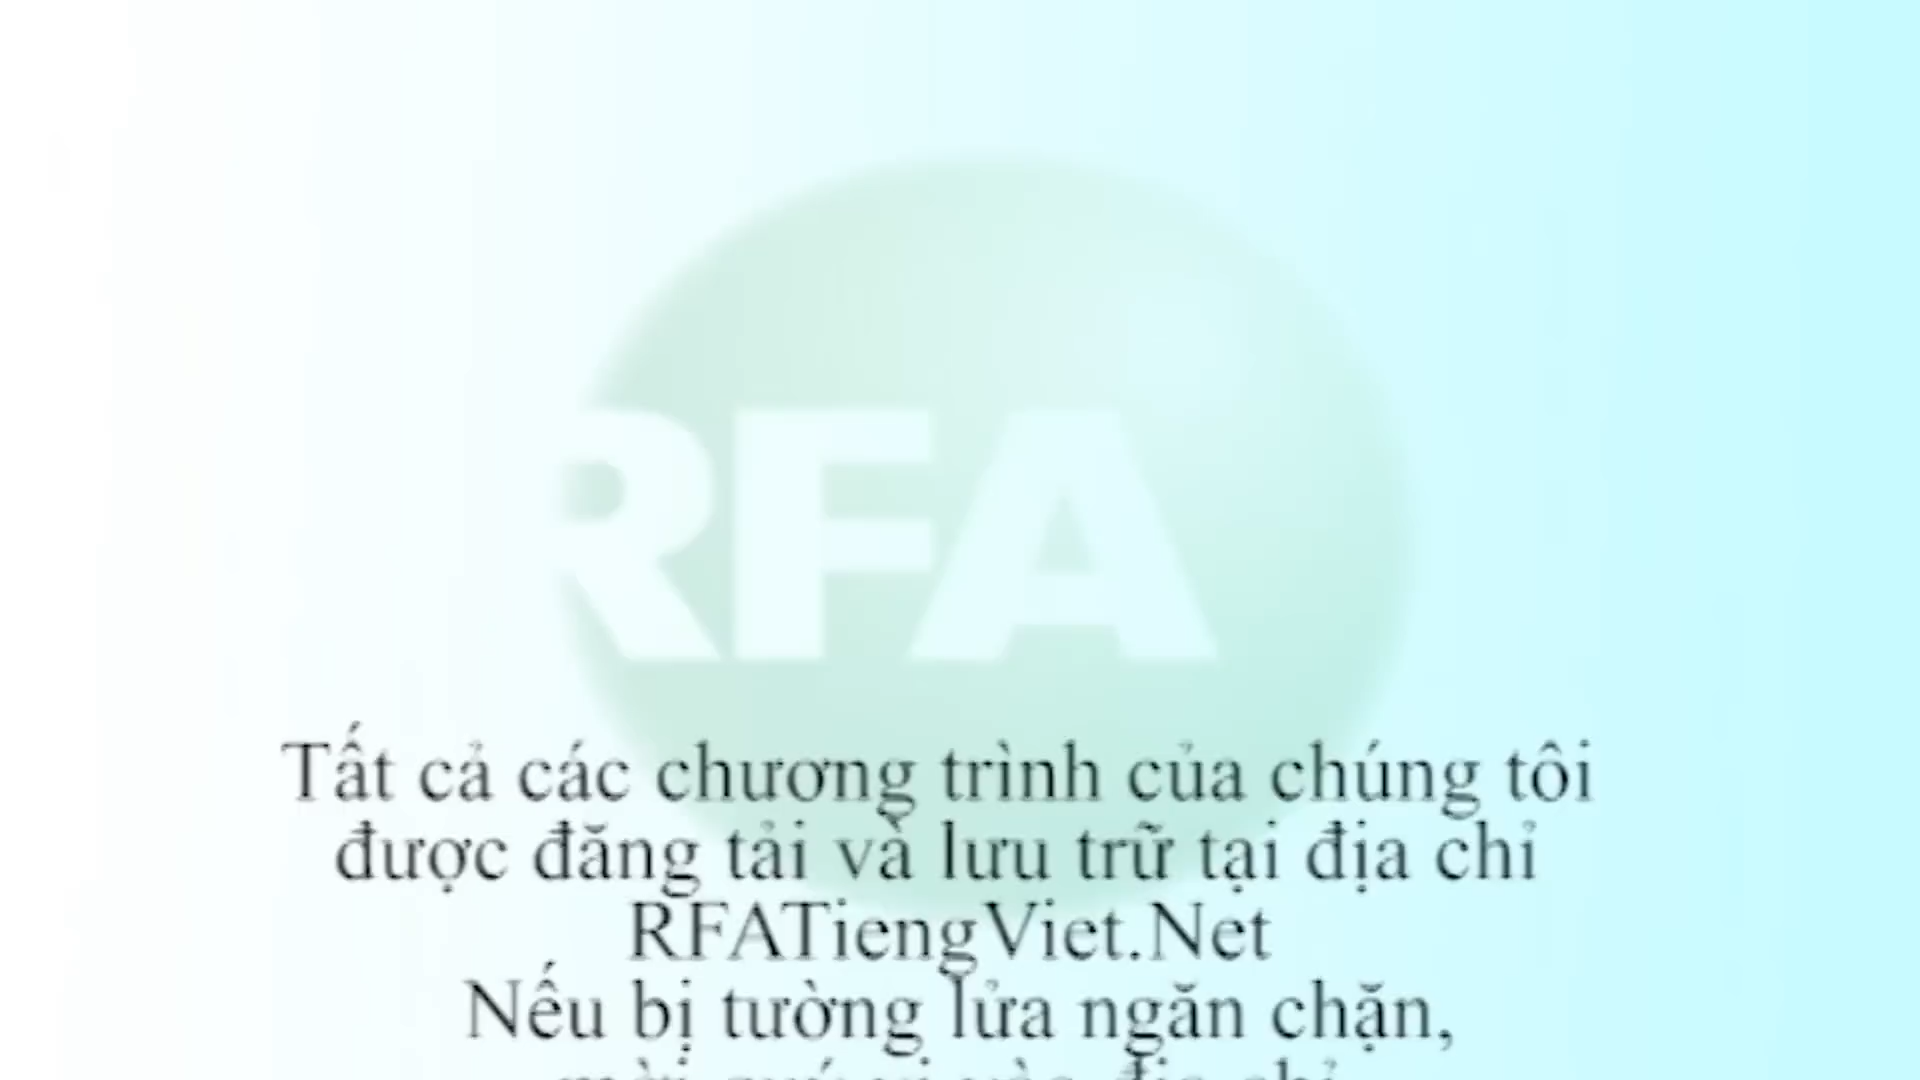 RFA
Tất cả các chương trình của chúng tôi
được đăng tải và lưu trữ tại địa chỉ
RFATiengViet.Net
Nếu bị tường lửa ngăn chặn,